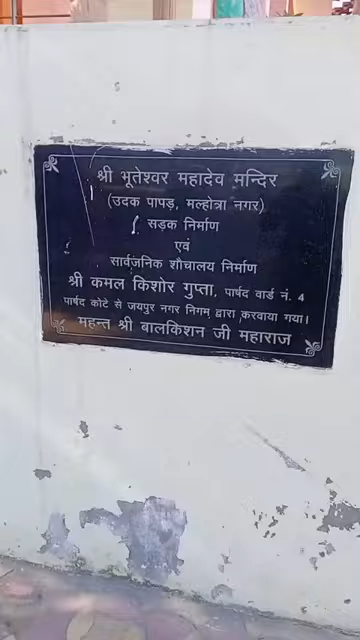 श्री भूतेश्वर महादेव मन्दिर
(उदक पापड़, मल्होत्रा नगर)
सड़क निर्माण
एवं
सार्वजनिक शौचालय निर्माण
श्री कमल किशोर गुप्ता, पार्षद वार्ड नं. 4
पार्षद कोटे से जयपुर नगर निगम् द्वारा करवाया गया।
महन्त श्री बालकिशन जी महाराज